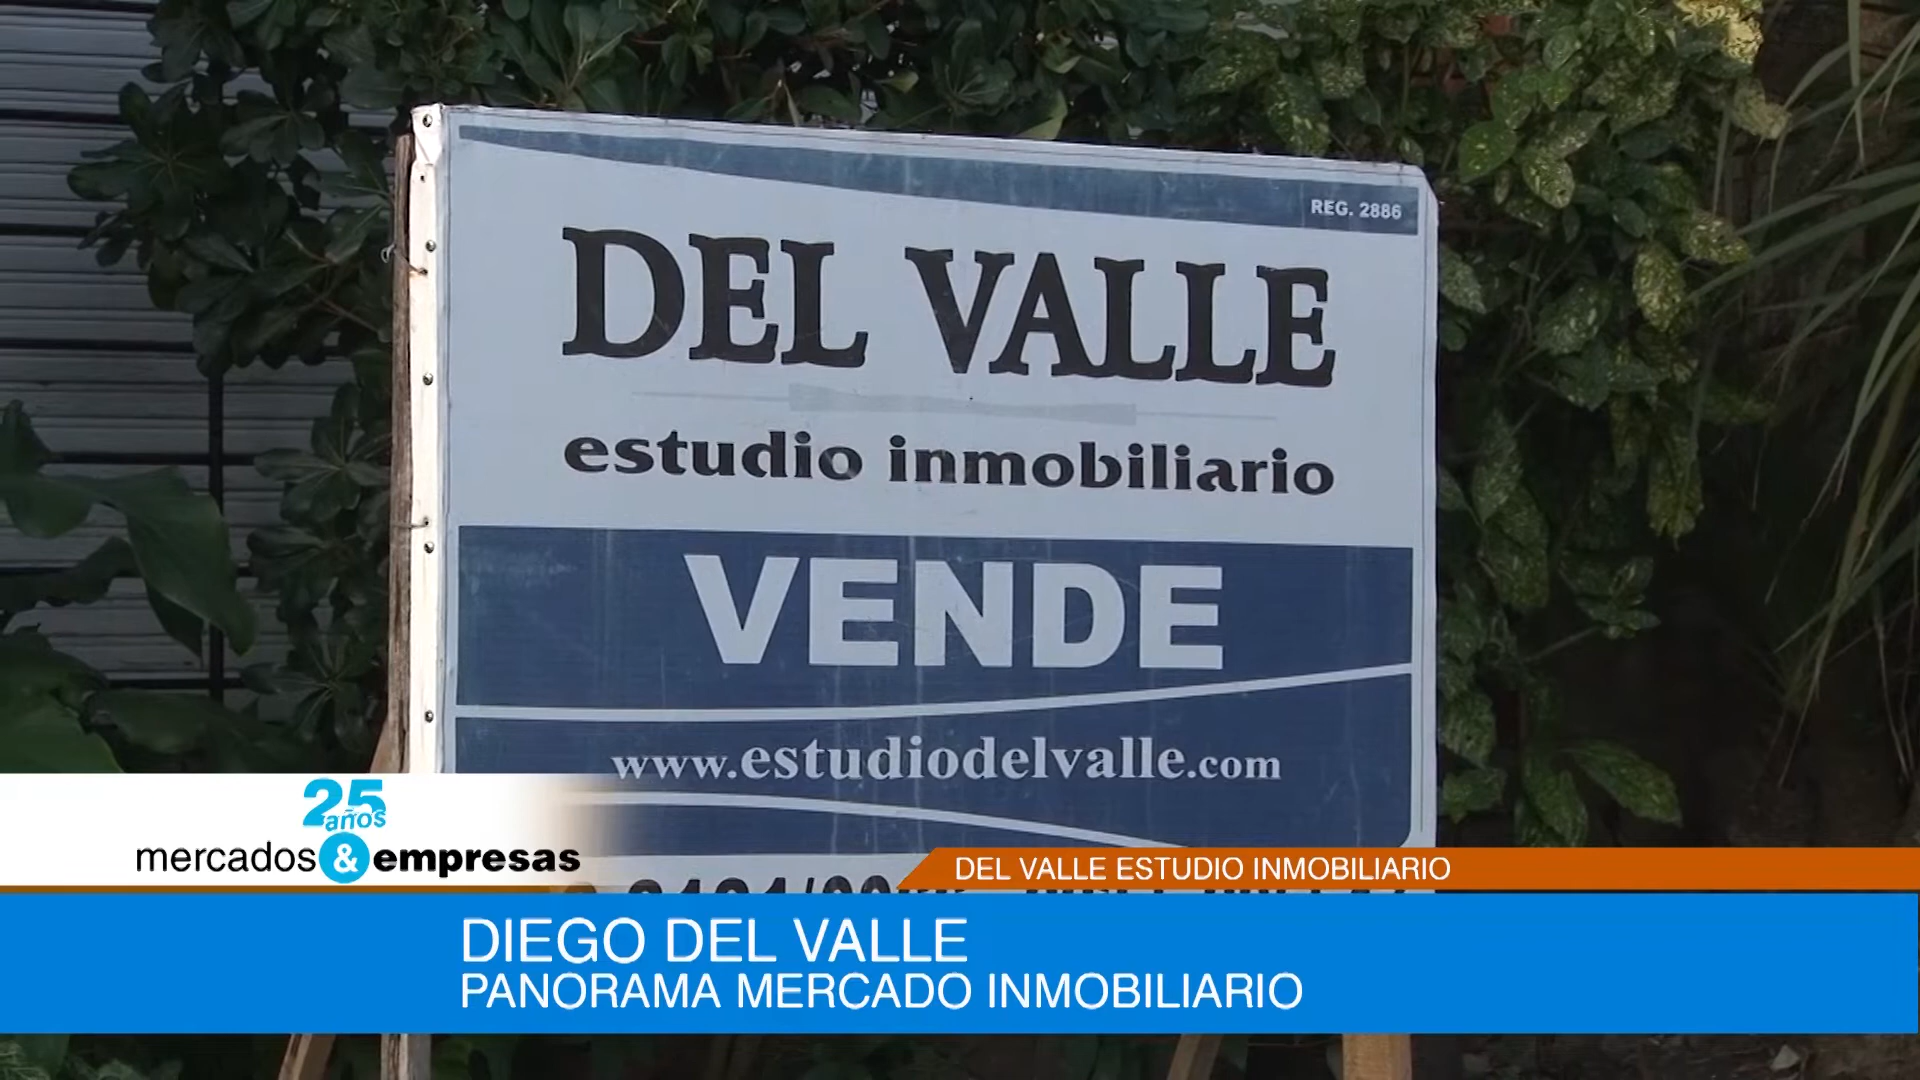 REG. 2886
DEL VALLE
estudio inmobiliario
VENDE
www.estudiodelvalle.com
25
años
mercados & empresas
DEL VALLE ESTUDIO INMOBILIARIO
DIEGO DEL VALLE
PANORAMA MERCADO INMOBILIARIO